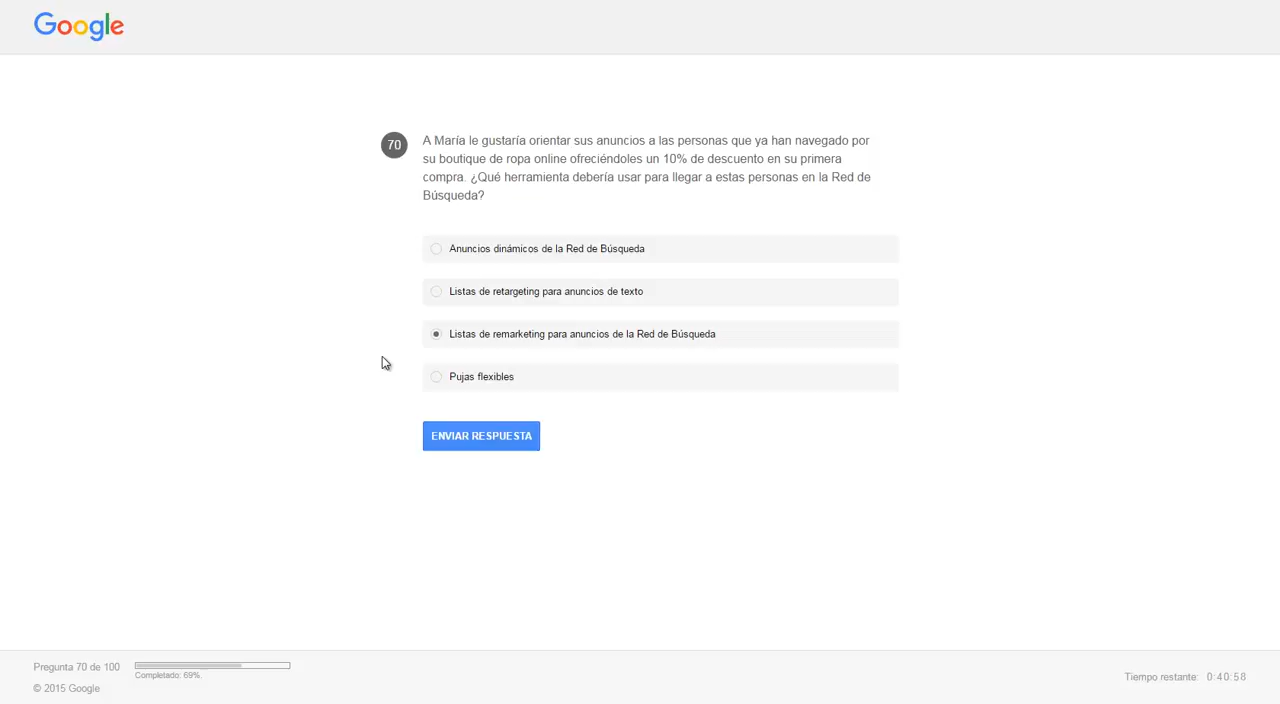 Google
70
A María le gustaría orientar sus anuncios a las personas que ya han navegado por
su boutique de ropa online ofreciéndoles un 10% de descuento en su primera
compra. ¿Qué herramienta debería usar para llegar a estas personas en la Red de
Búsqueda?
Anuncios dinámicos de la Red de Búsqueda
Listas de retargeting para anuncios de texto
Listas de remarketing para anuncios de la Red de Búsqueda
Pujas flexibles
ENVIAR RESPUESTA
Pregunta 70 de 100
Completado: 69%.
© 2015 Google
Tiempo restante: 0:40:58